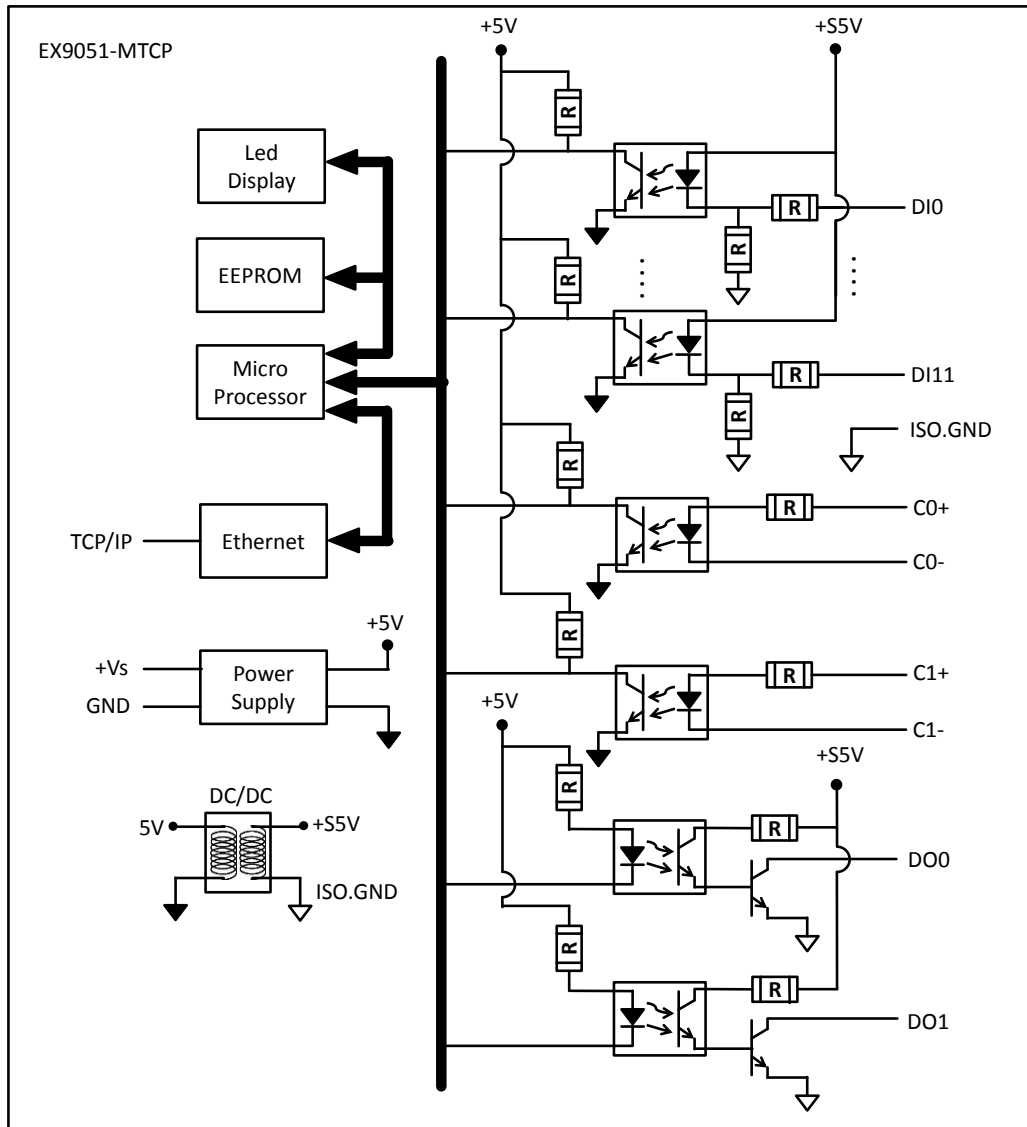 EX9051-MTCP
+5V
+S5V
R
Led
Display
R
DI0
R
R
EEPROM
R
DI11
Micro
Processor
R
ISO.GND
R
R
C0+
TCP/IP
Ethernet
C0-
+5V
R
+Vs
Power
Supply
GND
R
C1+
+5V
C1-
+S5V
R
DC/DC
5V
+S5V
R
DO0
ISO.GND
R
R
DO1